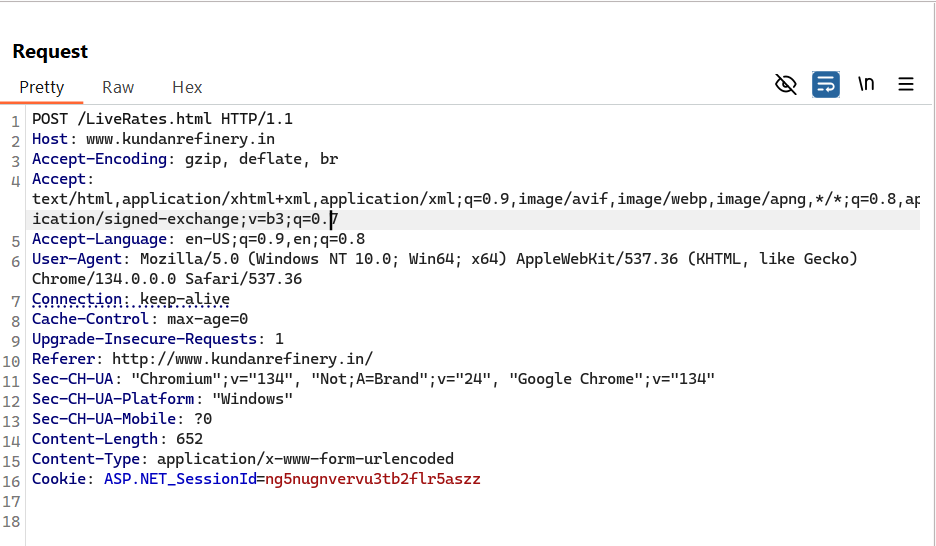 Request
Pretty Raw Hex \n
1 POST /LiveRates.html HTTP/1.1
2 Host: www.kundanrefinery.in
3 Accept-Encoding: gzip, deflate, br
4 Accept:
text/html,application/xhtml+xml,application/xml;q=0.9,image/avif,image/webp,image/apng,*/*;q=0.8,ap
ication/signed-exchange;v=b3;q=0.7
5 Accept-Language: en-US;q=0.9,en;q=0.8
6 User-Agent: Mozilla/5.0 (Windows NT 10.0; Win64; x64) AppleWebKit/537.36 (KHTML, like Gecko)
Chrome/134.0.0.0 Safari/537.36
7 Connection: keep-alive
8 Cache-Control: max-age=0
9 Upgrade-Insecure-Requests: 1
10 Referer: http://www.kundanrefinery.in/
11 Sec-CH-UA: "Chromium";v="134", "Not;A=Brand";v="24", "Google Chrome";v="134"
12 Sec-CH-UA-Platform: "Windows"
13 Sec-CH-UA-Mobile: ?0
14 Content-Length: 652
15 Content-Type: application/x-www-form-urlencoded
16 Cookie: ASP.NET_SessionId=ng5nugnvervu3tb2flr5aszz
17
18